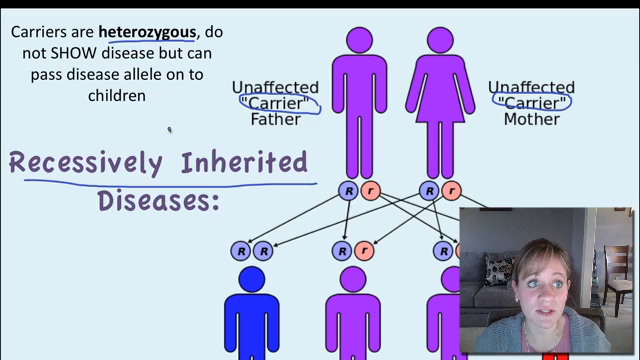 Carriers are heterozygous, do
not SHOW disease but can
pass disease allele on to
children
Unaffected
"Carrier"
Father
Unaffected
"Carrier"
Mother
Recessively Inherited
Diseases:
R r R r
R R R r R